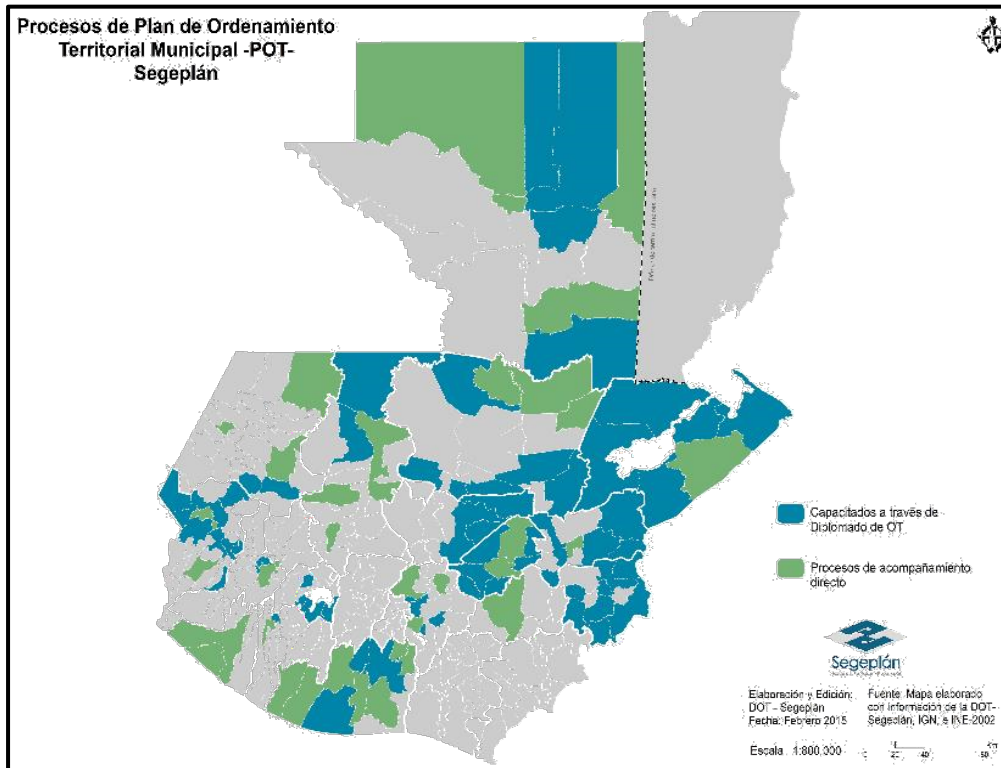 Procesos de Plan de Ordenamiento
Territorial Municipal -POT-
Segeplán
Capacitados a través de
Diplomado de OT
Procesos de acompañamiento
directo
Segeplán
Elaboración y Edición:
DOT - Segeplán
Fecha: Febrero 2015
Fuente: Mapa elaborado
con información de la DOT-
Segeplán, IGN, e INE-2002
Escala 1:800,000